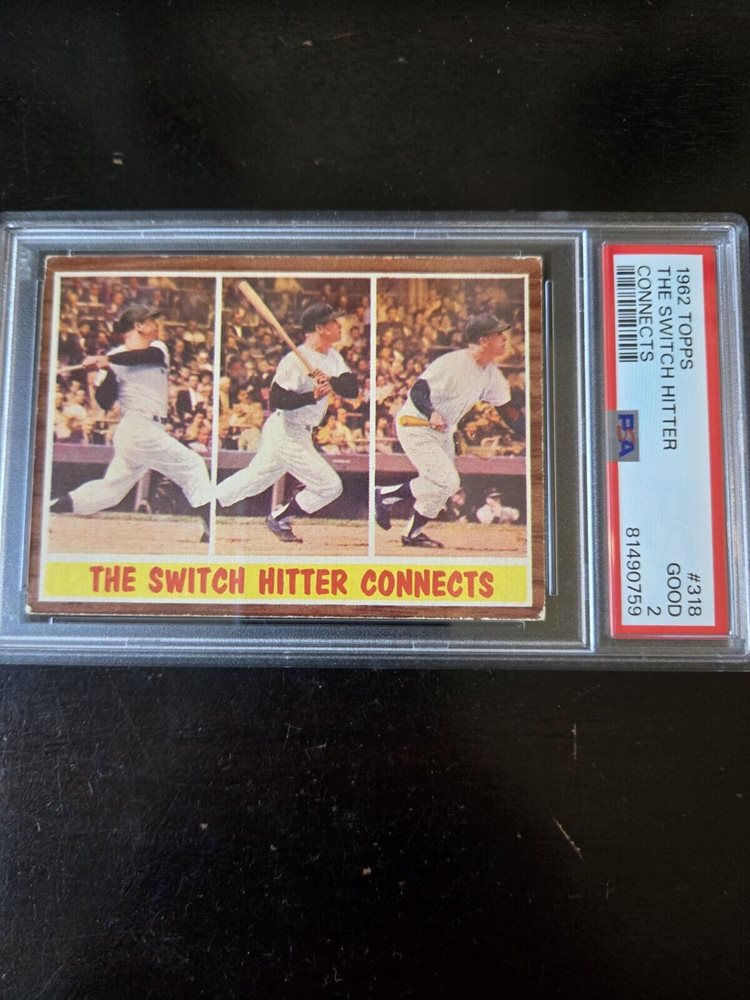 THE SWITCH HITTER CONNECTS
1962 TOPPS
THE SWITCH HITTER
CONNECTS
PSA
#318
GOOD
2
81490759